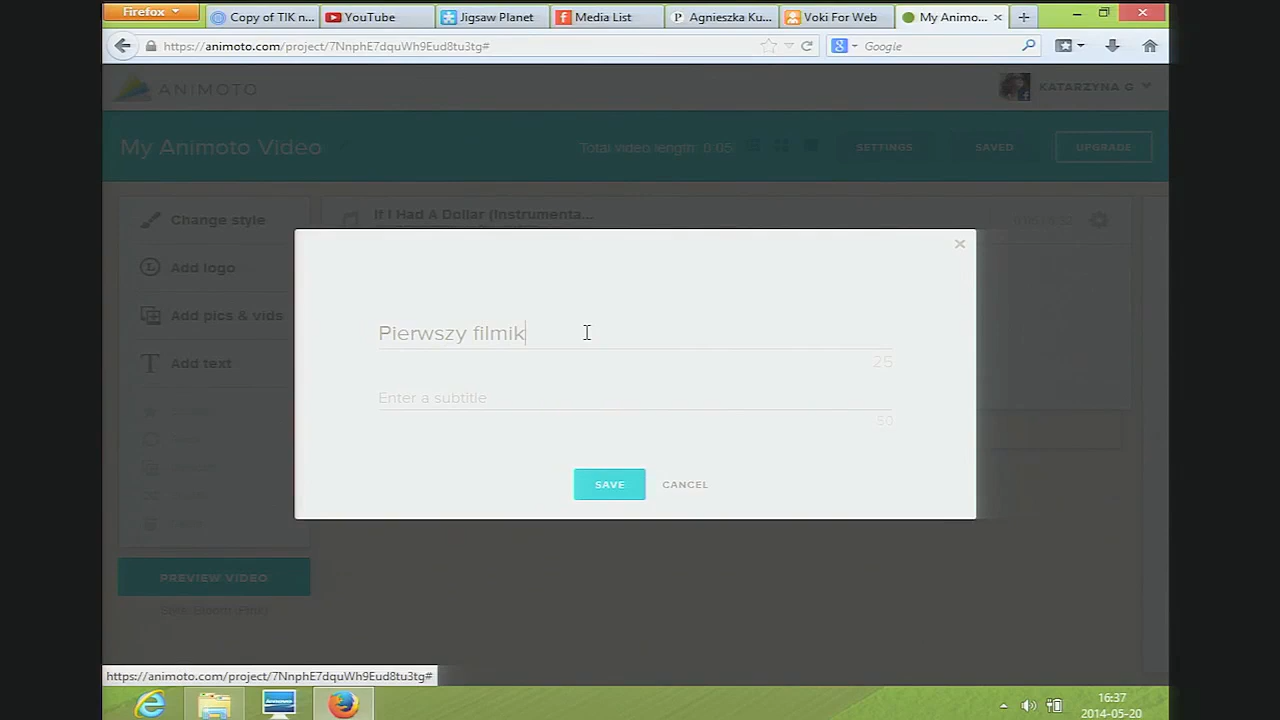 Firefox
Copy of TIK n...
YouTube
Jigsaw Planet
Media List
Agnieszka Ku...
Voki For Web
My Animo...
https://animoto.com/project/7NnphE7dquWh9Eud8tu3tg#
Google
ANIMOTO
KATARZYNA G
My Animoto Video
Total video length: 0:05
SETTINGS
SAVED
UPGRADE
Change style
If I Had A Dollar (Instrumenta...
Add logo
Add pics & vids
Add text
Pierwszy filmik
25
Enter a subtitle
50
SAVE
CANCEL
PREVIEW VIDEO
https://animoto.com/project/7NnphE7dquWh9Eud8tu3tg#
Lenovo
16:37
2014-05-20